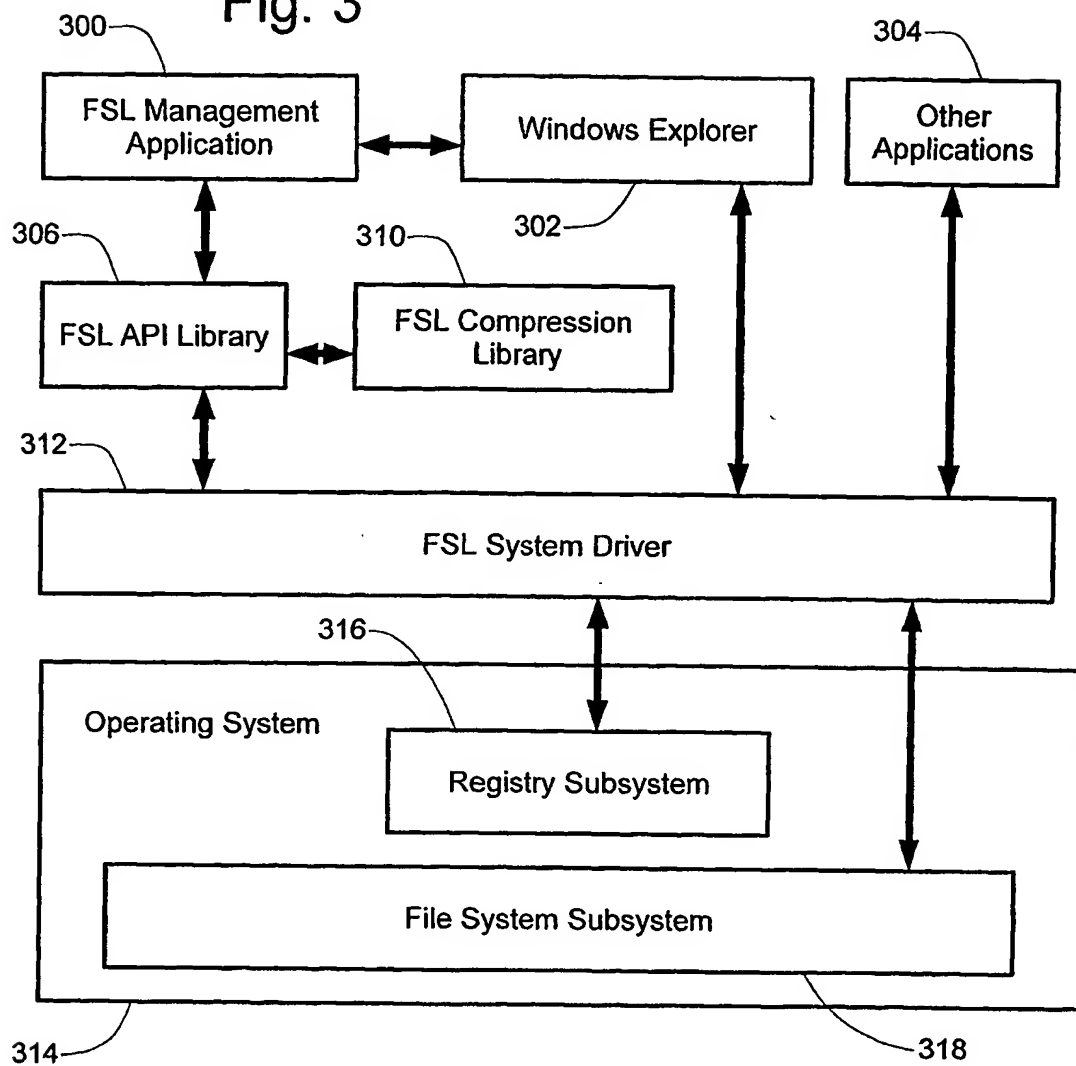 Fig. 3
300
304
FSL Management
Application
Windows Explorer
Other
Applications
306
310
302
FSL API Library
FSL Compression
Library
312
FSL System Driver
316
Operating System
Registry Subsystem
File System Subsystem
314
318